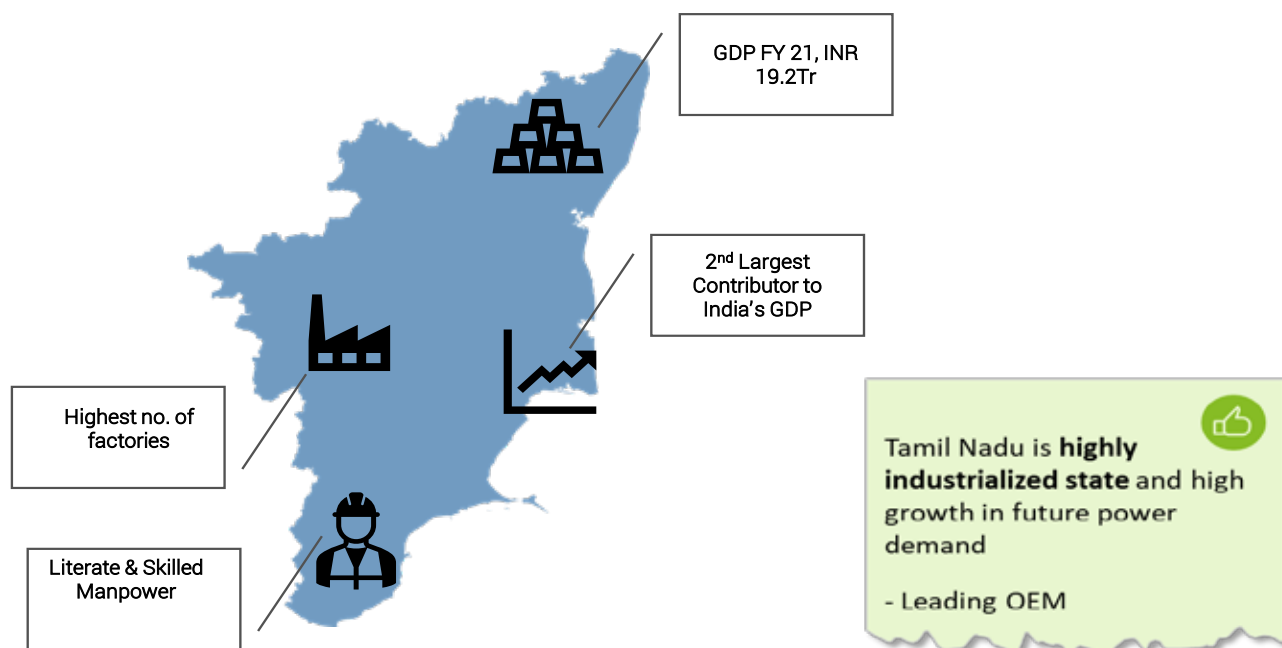 GDP FY 21, INR
19.2Tr
2nd Largest
Contributor to
India's GDP
Highest no. of
factories
Literate & Skilled
Manpower
Tamil Nadu is highly
industrialized state and high
growth in future power
demand
- Leading OEM